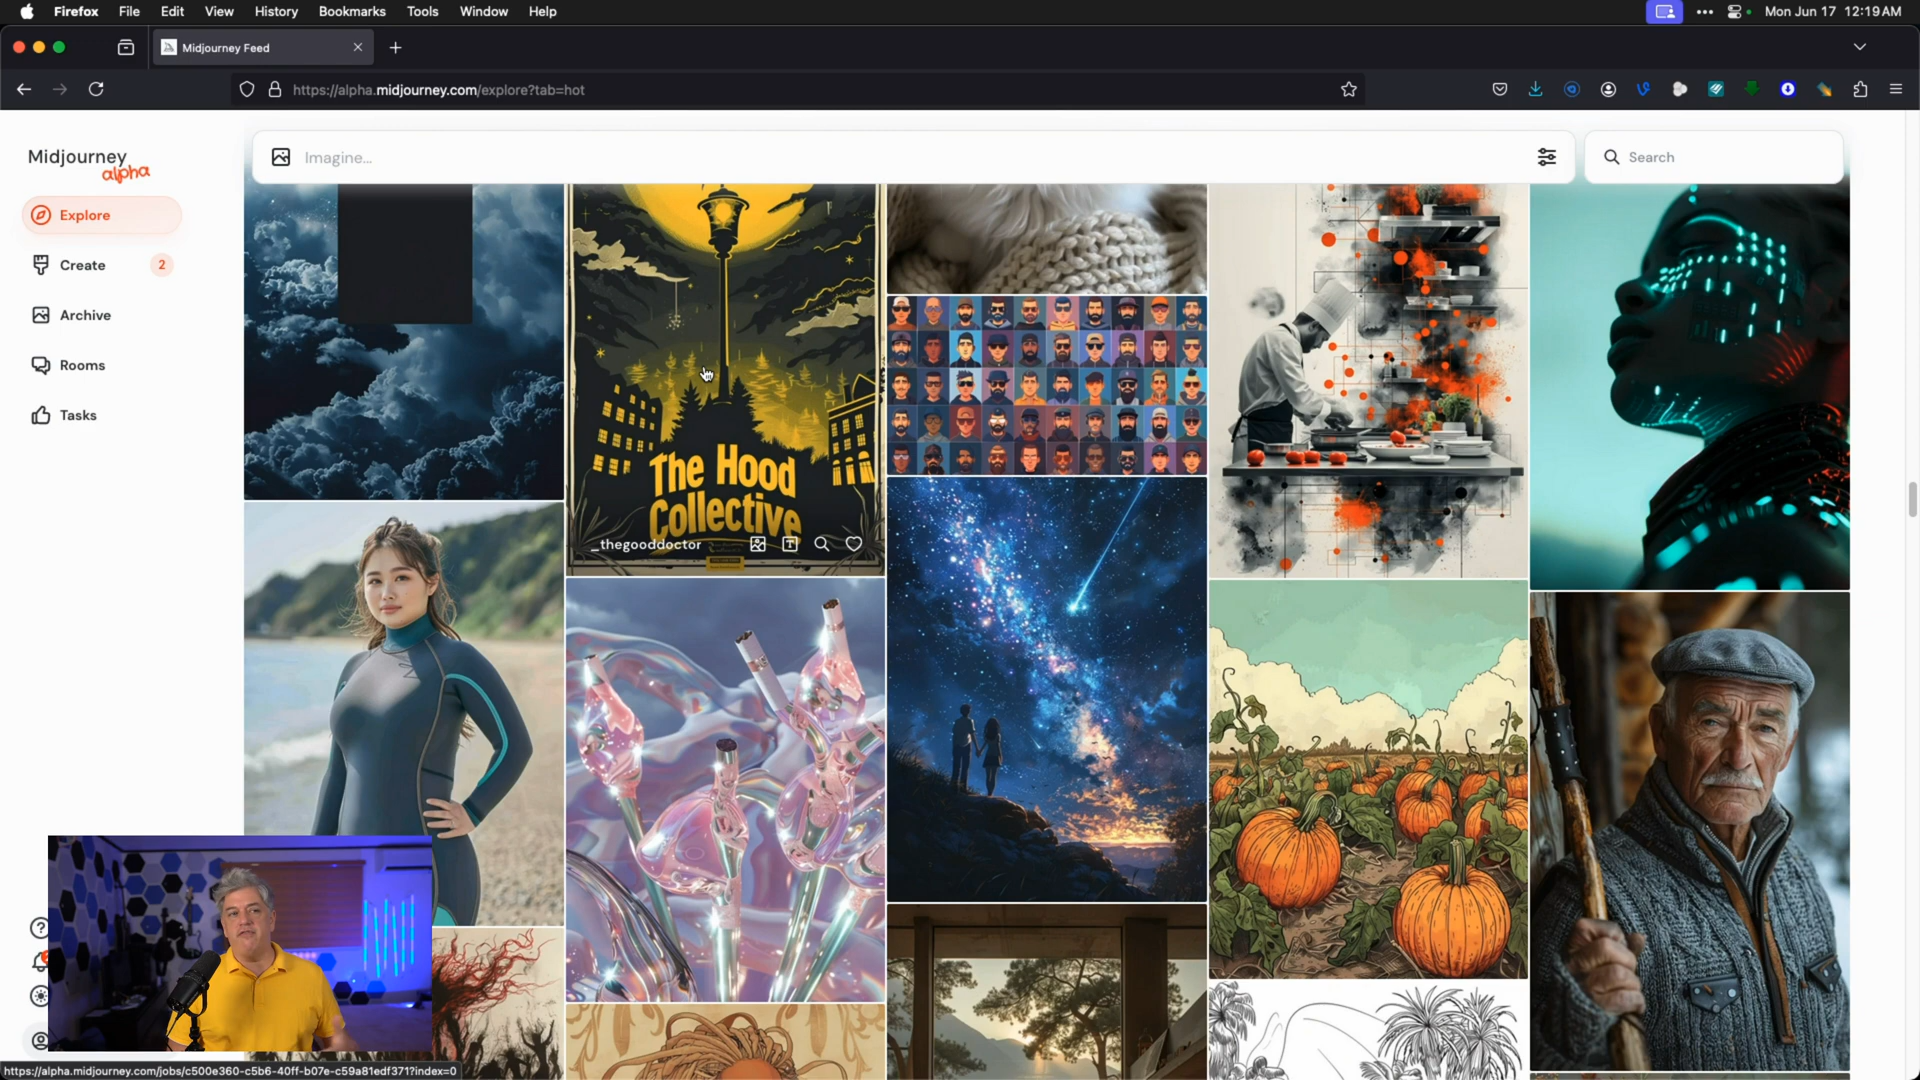 Firefox File Edit View History Bookmarks Tools Window Help Mon Jun 17 12:19 AM
Midjourney Feed
https://alpha.midjourney.com/explore?tab=hot
Midjourney
alpha
Imagine...
Search
Explore
Create 2
Archive
Rooms
Tasks
The Hood
Collective
_thegooddoctor
https://alpha.midjourney.com/jobs/c500e360-c5b6-40ff-b07e-c59a81edf371?index=0